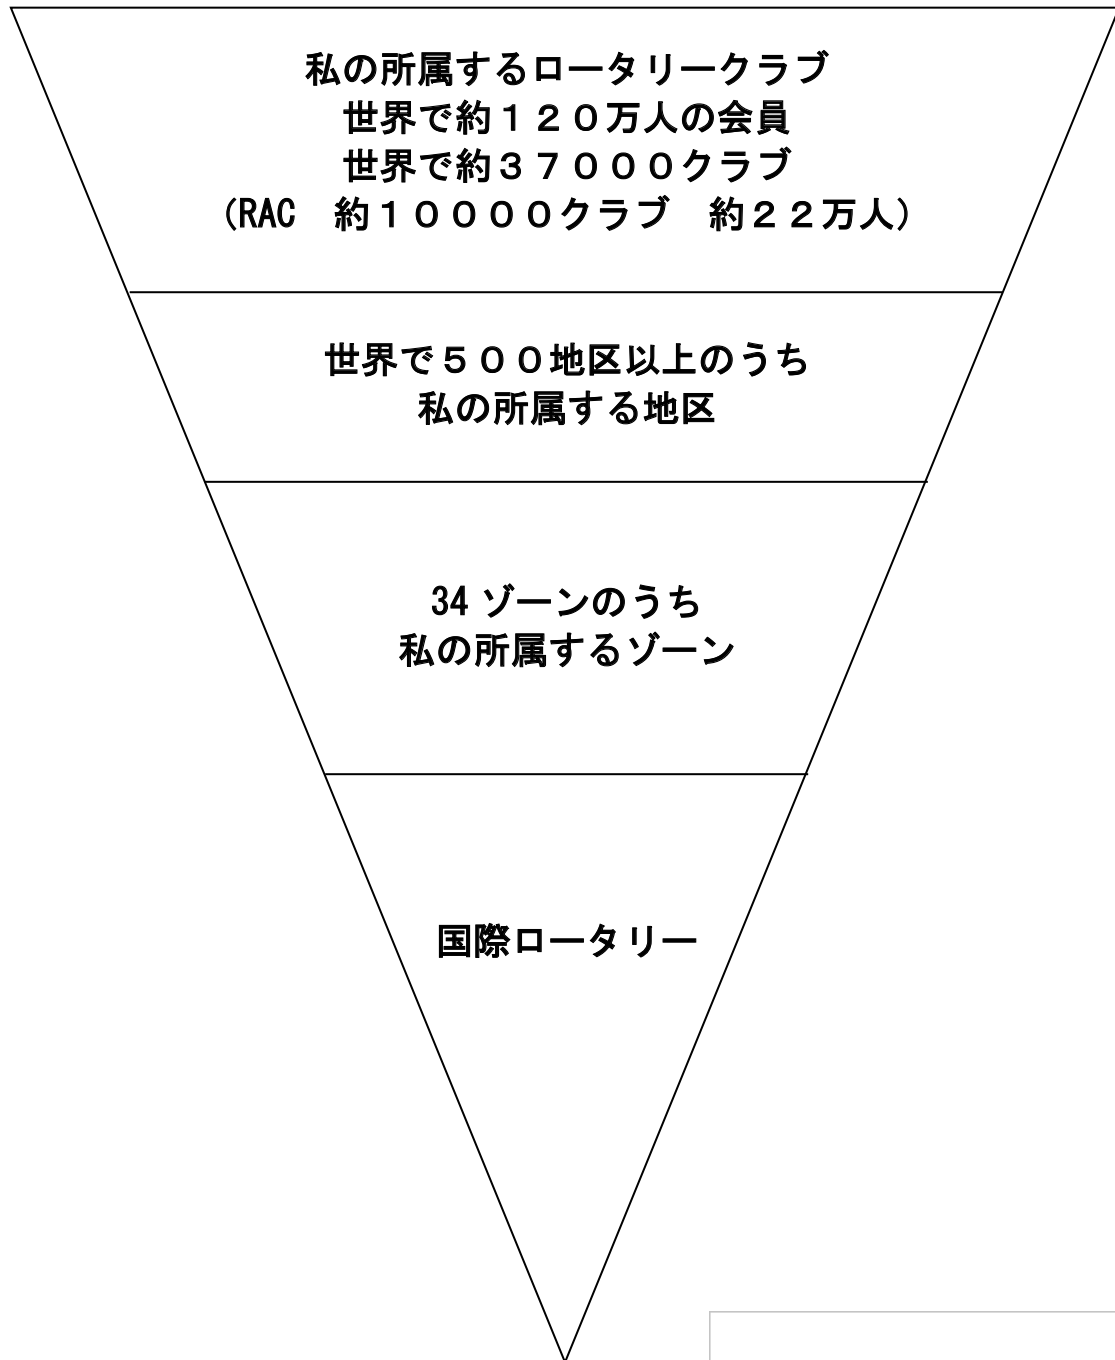 私の所属するロータリークラブ
世界で約１２０万人の会員
世界で約３７０００クラブ
(RAC　約１００００クラブ　約２２万人)
世界で５００地区以上のうち
私の所属する地区
34 ゾーンのうち
私の所属するゾーン
国際ロータリー